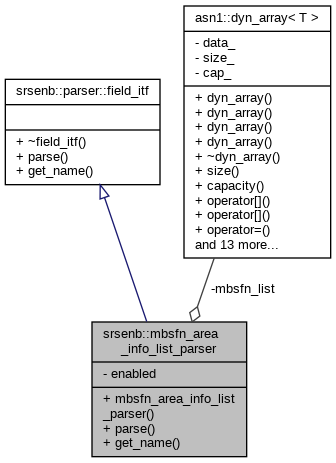 asn1::dyn_array< T >
- data_
- size_
- cap_
+ dyn_array()
+ dyn_array()
+ dyn_array()
+ dyn_array()
+ ~dyn_array()
+ size()
+ capacity()
+ operator[]()
+ operator[]()
+ operator=()
and 13 more...
srsenb::parser::field_itf
+ ~field_itf()
+ parse()
+ get_name()
-mbsfn_list
srsenb::mbsfn_area
_info_list_parser
- enabled
+ mbsfn_area_info_list
_parser()
+ parse()
+ get_name()